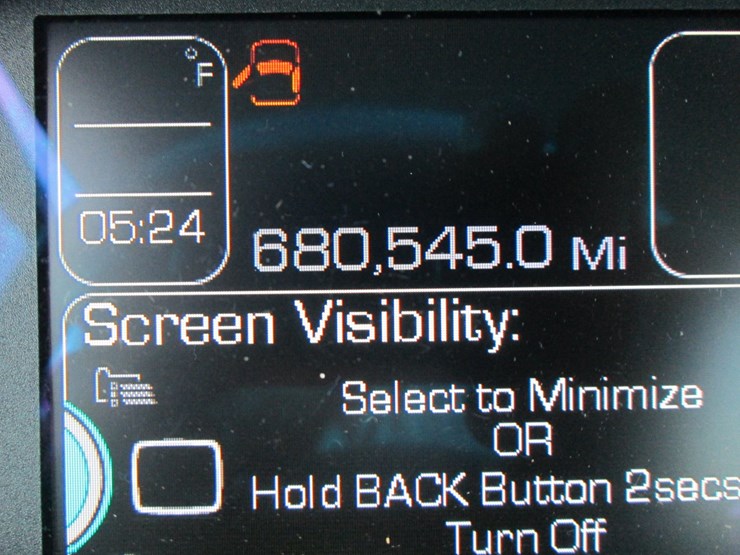 °F
05:24
680,545.0 Mi
Screen Visibility:
Select to Minimize
OR
Hold BACK Button 2secs
Turn Off